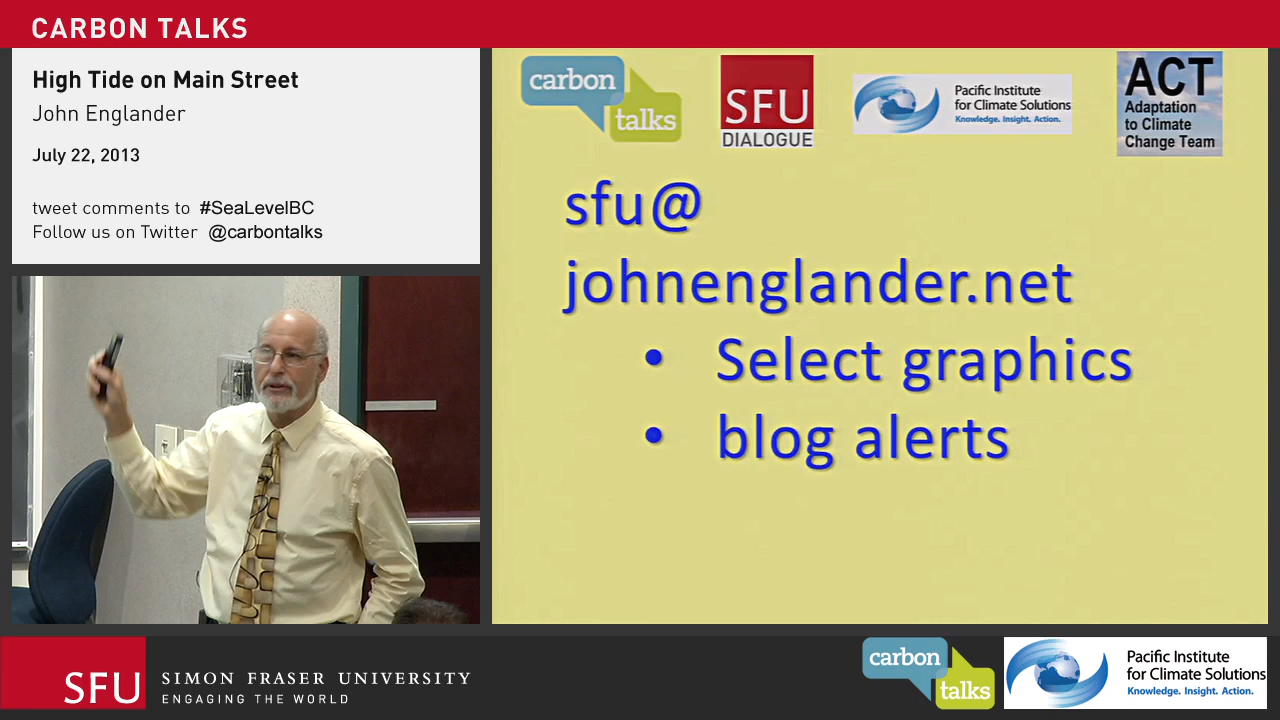 CARBON TALKS
High Tide on Main Street
John Englander
July 22, 2013
tweet comments to #SeaLevelBC
Follow us on Twitter @carbontalks
carbon
talks
SFU
DIALOGUE
Pacific Institute
for Climate Solutions
Knowledge. Insight. Action.
ACT
Adaptation
to Climate
Change Team
sfu@
johnenglander.net
• Select graphics
• blog alerts
SFU
SIMON FRASER UNIVERSITY
ENGAGING THE WORLD
carbon
talks
Pacific Institute
for Climate Solutions
Knowledge. Insight. Action.